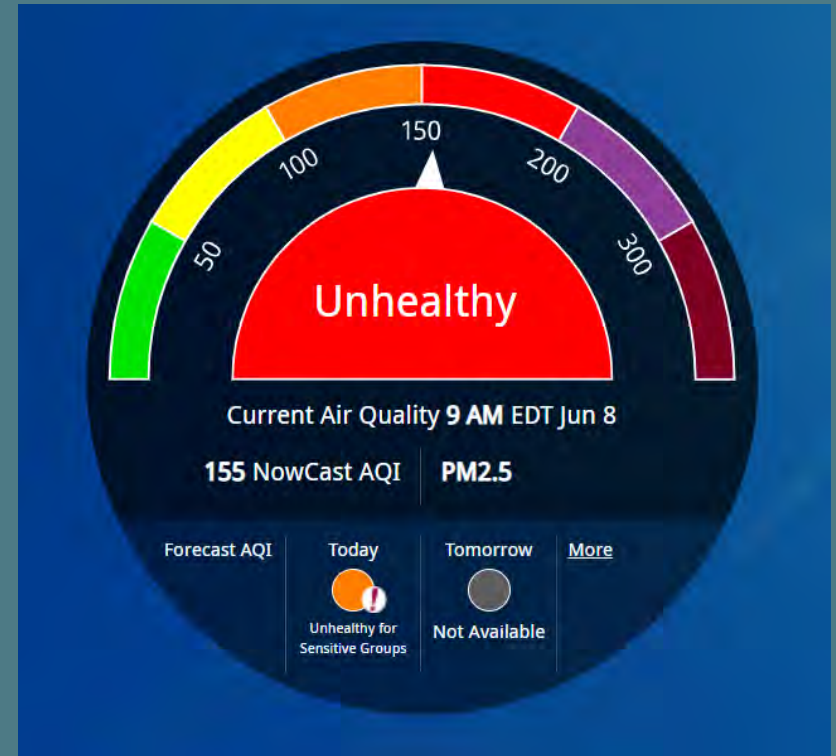 50
100
150
200
300
Unhealthy
Current Air Quality 9 AM EDT Jun 8
155 NowCast AQI
PM2.5
Forecast AQI
Today
Unhealthy for
Sensitive Groups
Tomorrow
Not Available
More